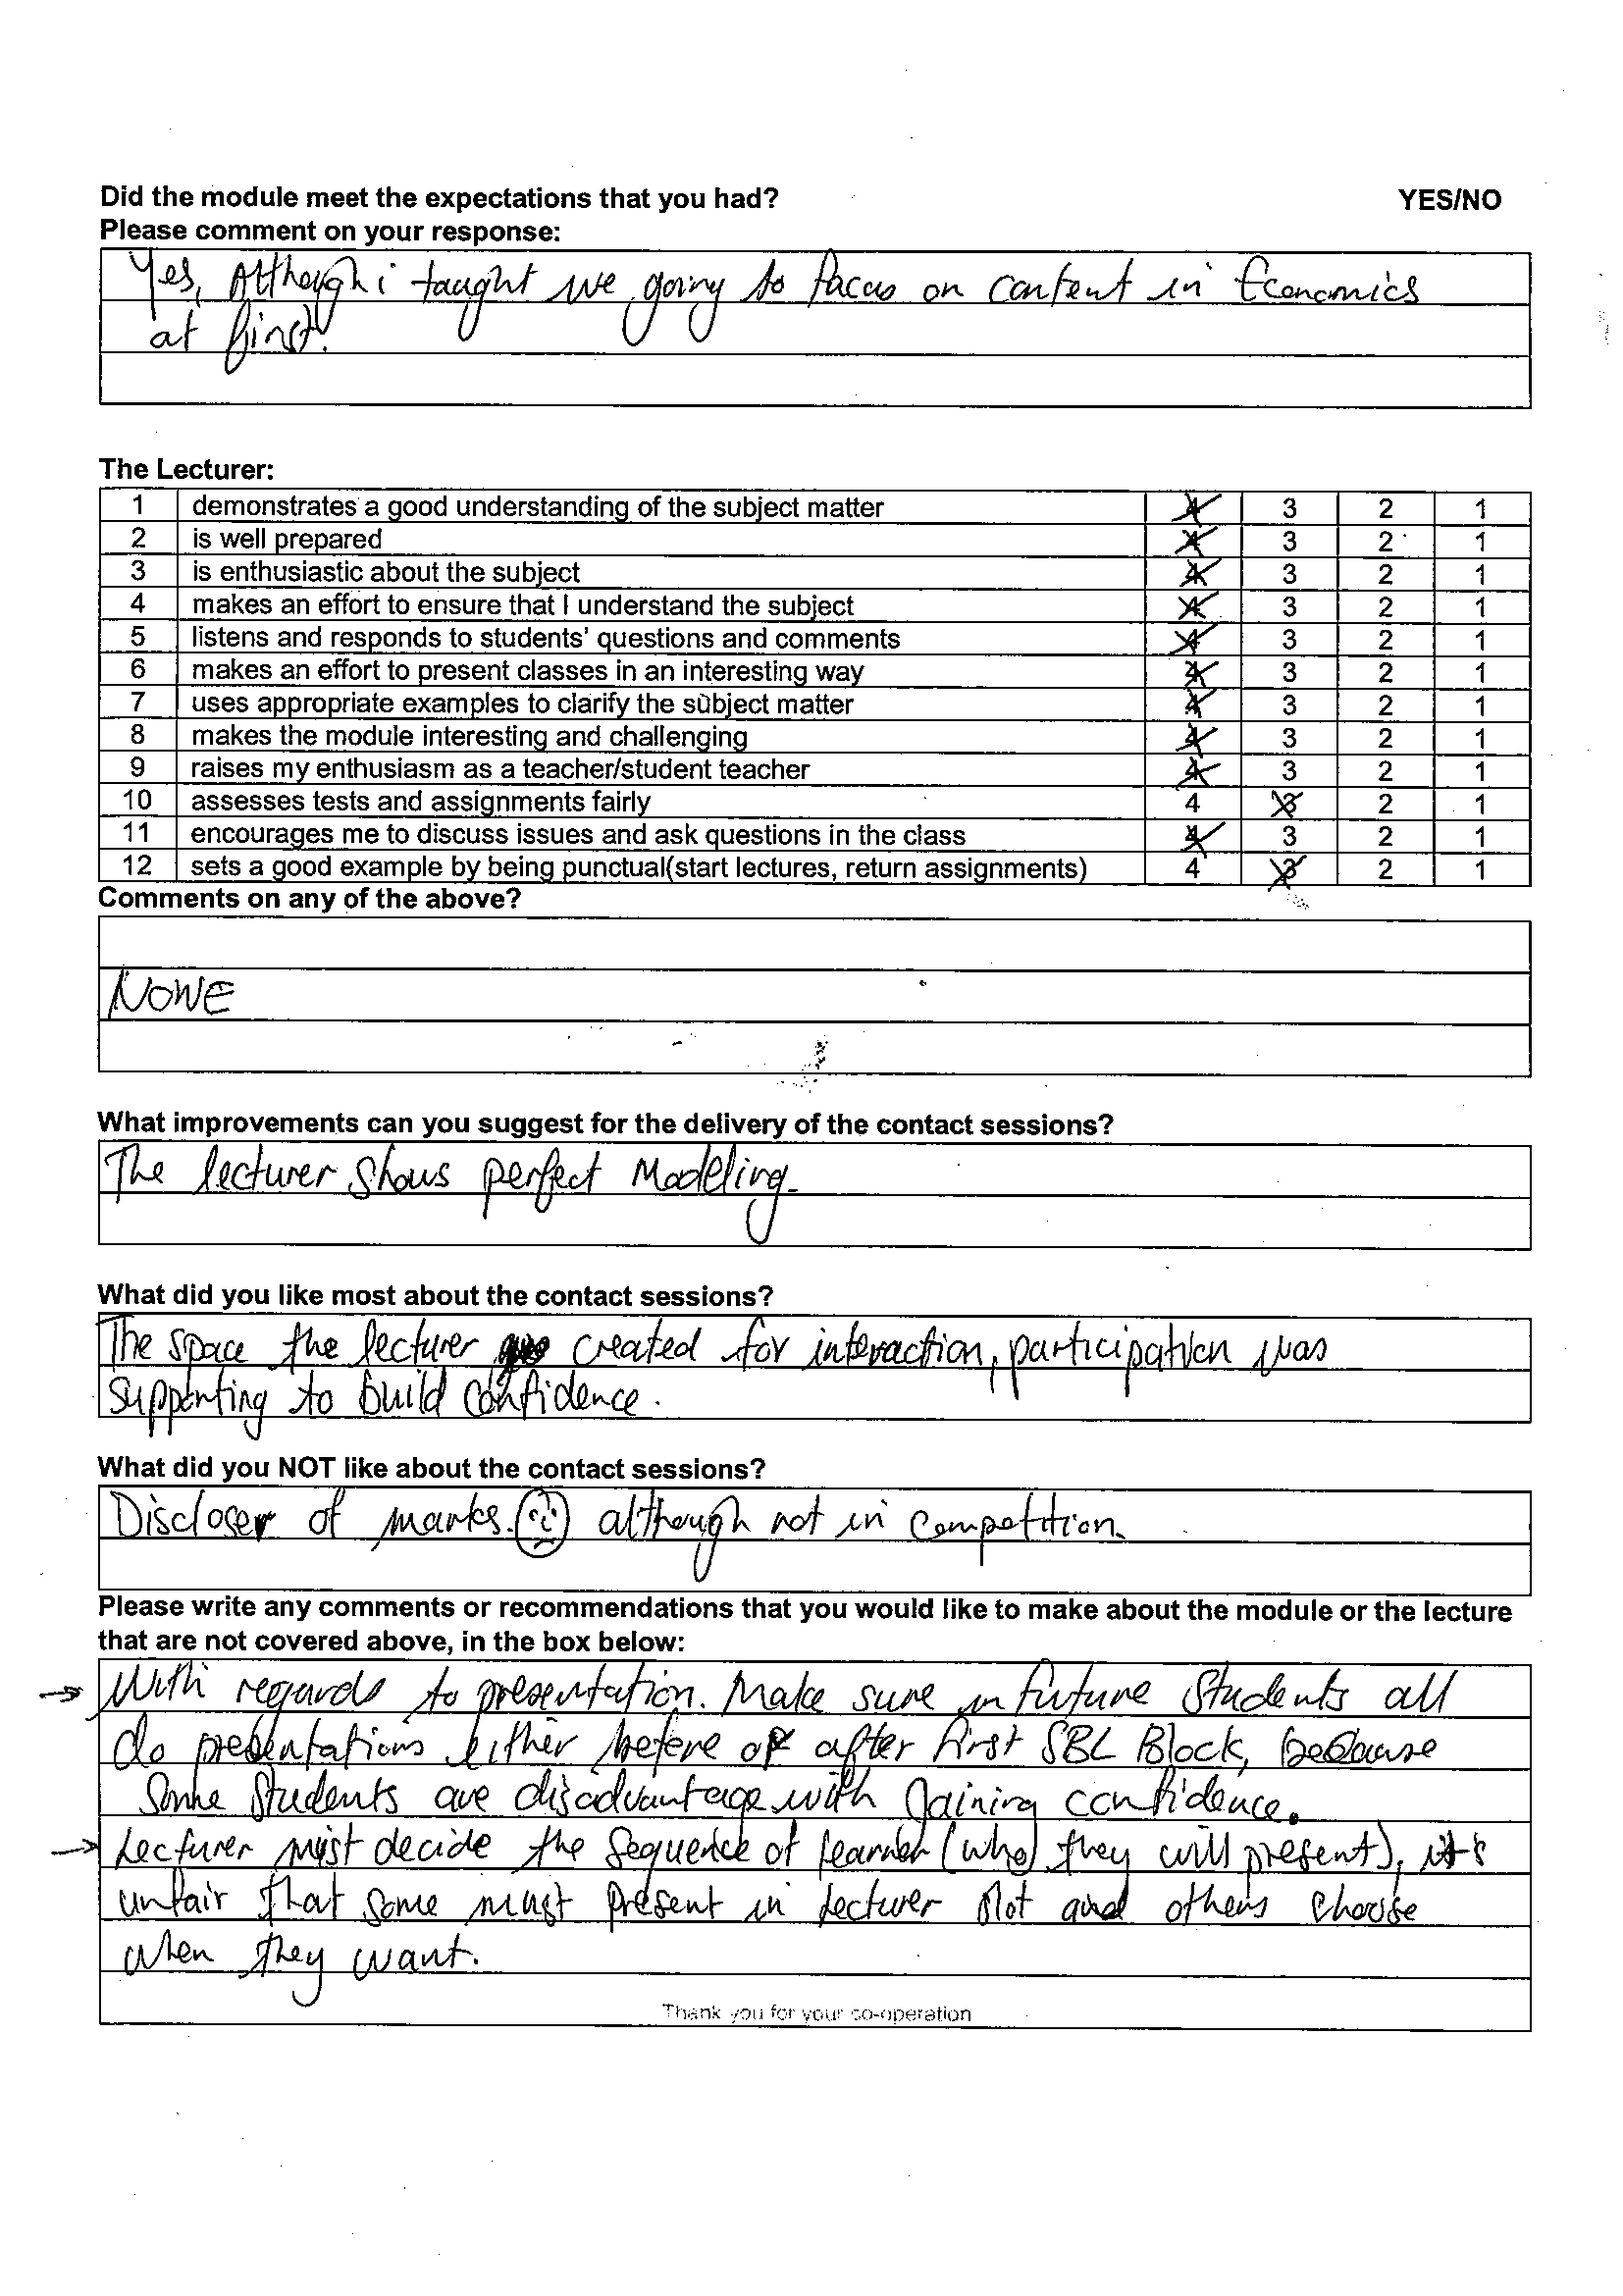 Did the module meet the expectations that you had? YES/NO
Please comment on your response:
Yes, Although i taught we going to focus on content in Economics
at first.
The Lecturer:
1 demonstrates a good understanding of the subject matter 4 3 2 1
2 is well prepared 4 3 2 1
3 is enthusiastic about the subject 4 3 2 1
4 makes an effort to ensure that I understand the subject 4 3 2 1
5 listens and responds to students' questions and comments 4 3 2 1
6 makes an effort to present classes in an interesting way 4 3 2 1
7 uses appropriate examples to clarify the subject matter 4 3 2 1
8 makes the module interesting and challenging 4 3 2 1
9 raises my enthusiasm as a teacher/student teacher 4 3 2 1
10 assesses tests and assignments fairly 4 3 2 1
11 encourages me to discuss issues and ask questions in the class 4 3 2 1
12 sets a good example by being punctual(start lectures, return assignments) 4 3 2 1
Comments on any of the above?
NONE
What improvements can you suggest for the delivery of the contact sessions?
The lecturer shows perfect Modeling.
What did you like most about the contact sessions?
The space the lecturer created for interaction, participation was
supporting to build confidence.
What did you NOT like about the contact sessions?
Discloser of marks. although not in competition.
Please write any comments or recommendations that you would like to make about the module or the lecture
that are not covered above, in the box below:
→ With regards to presentation. Make sure in future Students all
do presentations either before or after first SBL Block, because
Some Students are disadvantage with gaining confidence.
→ Lecturer must decide the sequence of learner (who) they will present), it's
unfair that some must present in lecturer slot and others choose
when they want.
Thank you for your co-operation